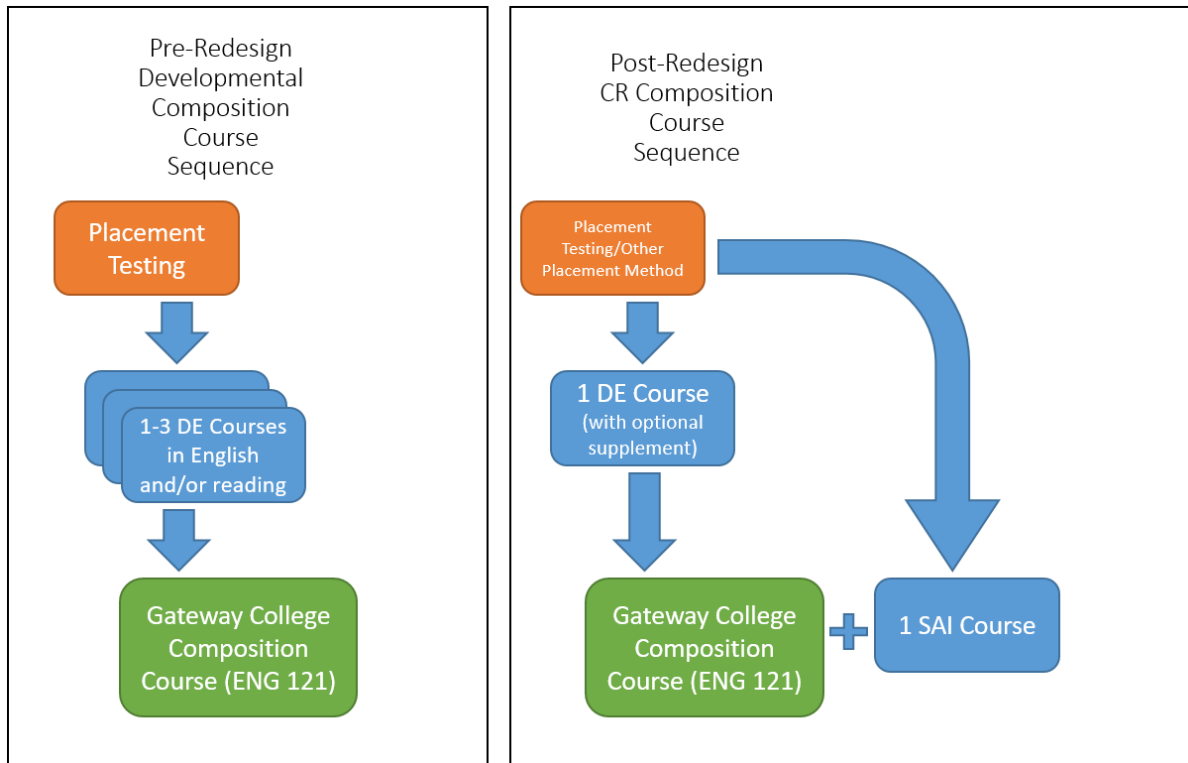 Pre-Redesign
Developmental
Composition
Course
Sequence
Placement
Testing
1-3 DE Courses
in English
and/or reading
Gateway College
Composition
Course (ENG 121)
Post-Redesign
CR Composition
Course
Sequence
Placement
Testing/Other
Placement Method
1 DE Course
(with optional
supplement)
Gateway College
Composition
Course (ENG 121)
1 SAI Course